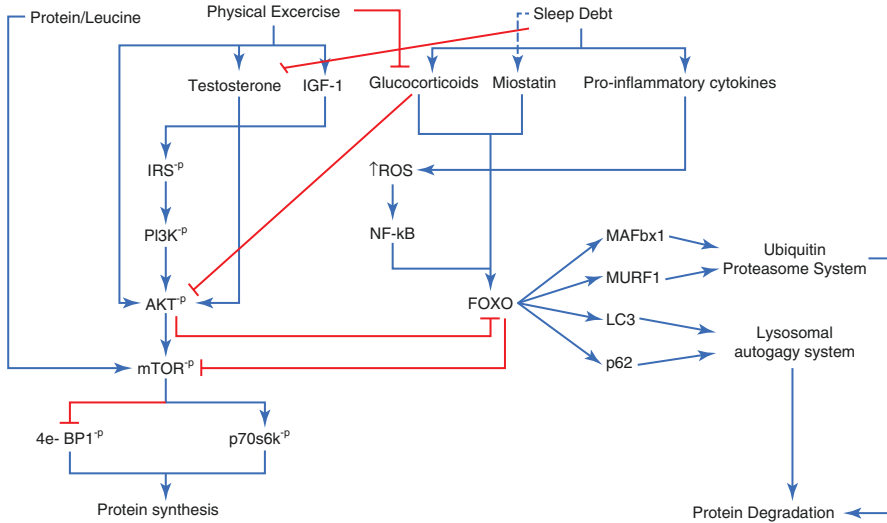 Protein/Leucine
Physical Excercise
Sleep Debt
Testosterone
IGF-1
Glucocorticoids
Miostatin
Pro-inflammatory cytokines
IRS-p
↑ROS
PI3K-p
NF-kB
MAFbx1
Ubiquitin
Proteasome System
MURF1
AKT-p
FOXO
LC3
Lysosomal
autogagy system
p62
mTOR-p
4e- BP1-p
p70s6k-p
Protein synthesis
Protein Degradation